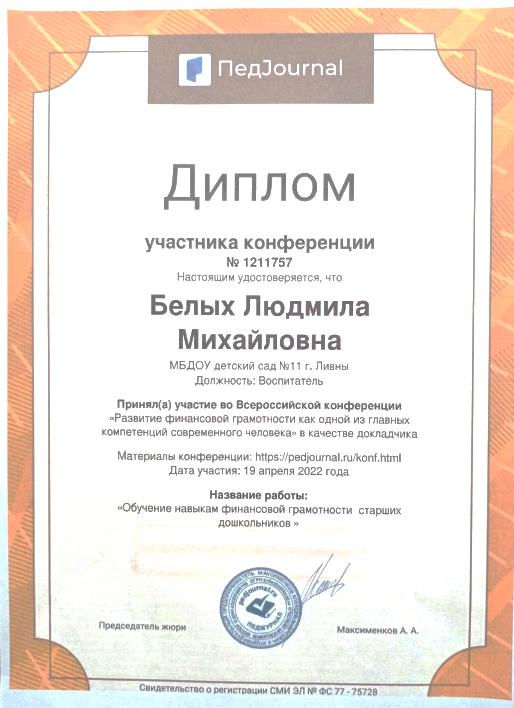 ПедJournal
Диплом
участника конференции
№ 1211757
Настоящим удостоверяется, что
Белых Людмила
Михайловна
МБДОУ детский сад №11 г. Ливны
Должность: Воспитатель
Принял(а) участие во Всероссийской конференции
«Развитие финансовой грамотности как одной из главных
компетенций современного человека» в качестве докладчика
Материалы конференции: https://pedjournal.ru/konf.html
Дата участия: 19 апреля 2022 года
Название работы:
«Обучение навыкам финансовой грамотности старших
дошкольников »
pedjournal.ru
ПЕДЖУРНАЛ
Председатель жюри
Максименков А. А.
Свидетельство о регистрации СМИ ЭЛ № ФС 77 - 75728